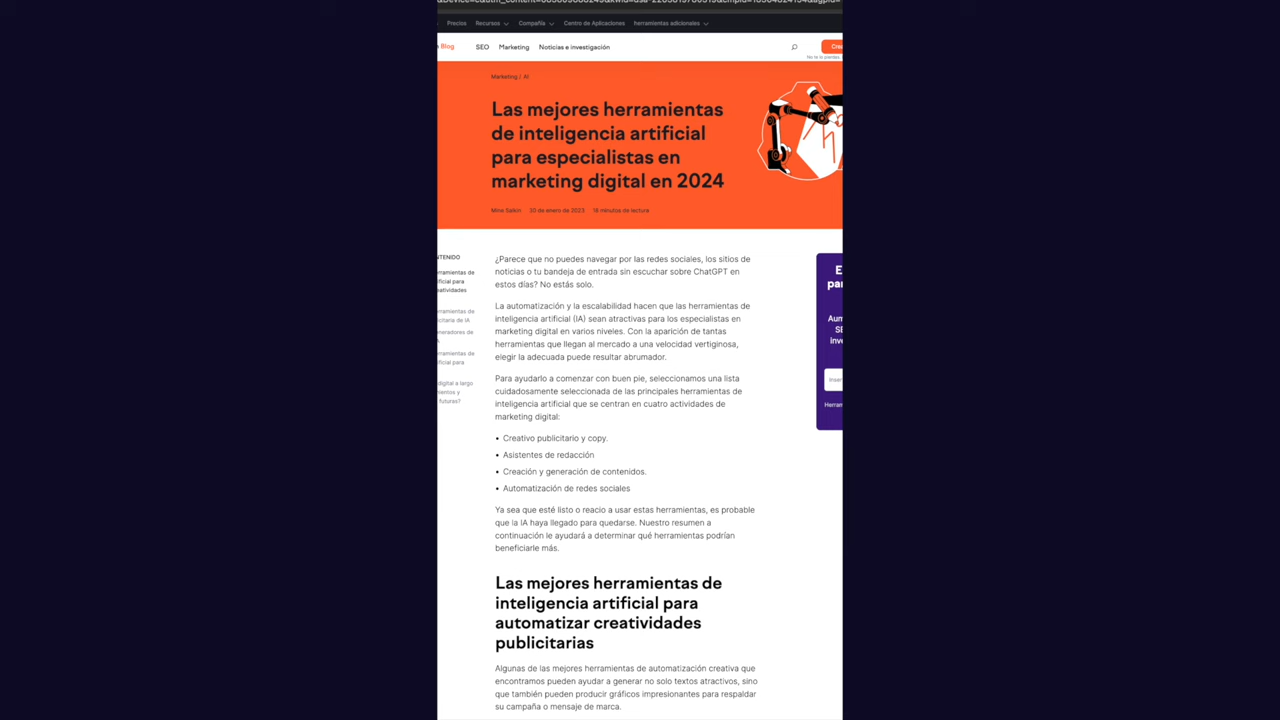 Precios Recursos Compañía Centro de Aplicaciones herramientas adicionales
Blog SEO Marketing Noticias e investigación
No te lo pierdas.
Marketing / AI
Las mejores herramientas
de inteligencia artificial
para especialistas en
marketing digital en 2024
30 de enero de 2023 18 minutos de lectura
¿Parece que no puedes navegar por las redes sociales, los sitios de
noticias o tu bandeja de entrada sin escuchar sobre ChatGPT en
estos días? No estás solo.
La automatización y la escalabilidad hacen que las herramientas de
inteligencia artificial (IA) sean atractivas para los especialistas en
marketing digital en varios niveles. Con la aparición de tantas
herramientas que llegan al mercado a una velocidad vertiginosa,
elegir la adecuada puede resultar abrumador.
Para ayudarlo a comenzar con buen pie, seleccionamos una lista
cuidadosamente seleccionada de las principales herramientas de
inteligencia artificial que se centran en cuatro actividades de
marketing digital:
• Creativo publicitario y copy.
• Asistentes de redacción
• Creación y generación de contenidos.
• Automatización de redes sociales
Ya sea que esté listo o reacio a usar estas herramientas, es probable
que la IA haya llegado para quedarse. Nuestro resumen a
continuación le ayudará a determinar qué herramientas podrían
beneficiarle más.
Las mejores herramientas de
inteligencia artificial para
automatizar creatividades
publicitarias
Algunas de las mejores herramientas de automatización creativa que
encontramos pueden ayudar a generar no solo textos atractivos, sino
que también pueden producir gráficos impresionantes para respaldar
su campaña o mensaje de marca.